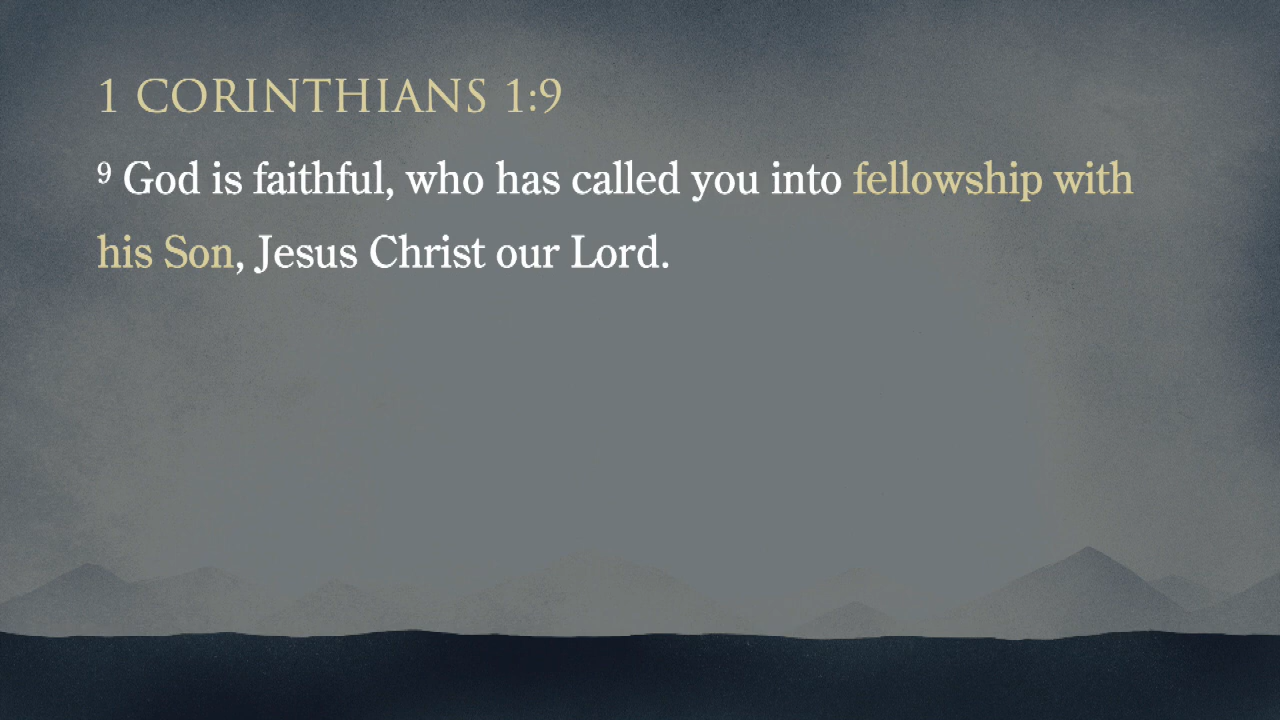 1 CORINTHIANS 1:9
⁹ God is faithful, who has called you into fellowship with
his Son, Jesus Christ our Lord.